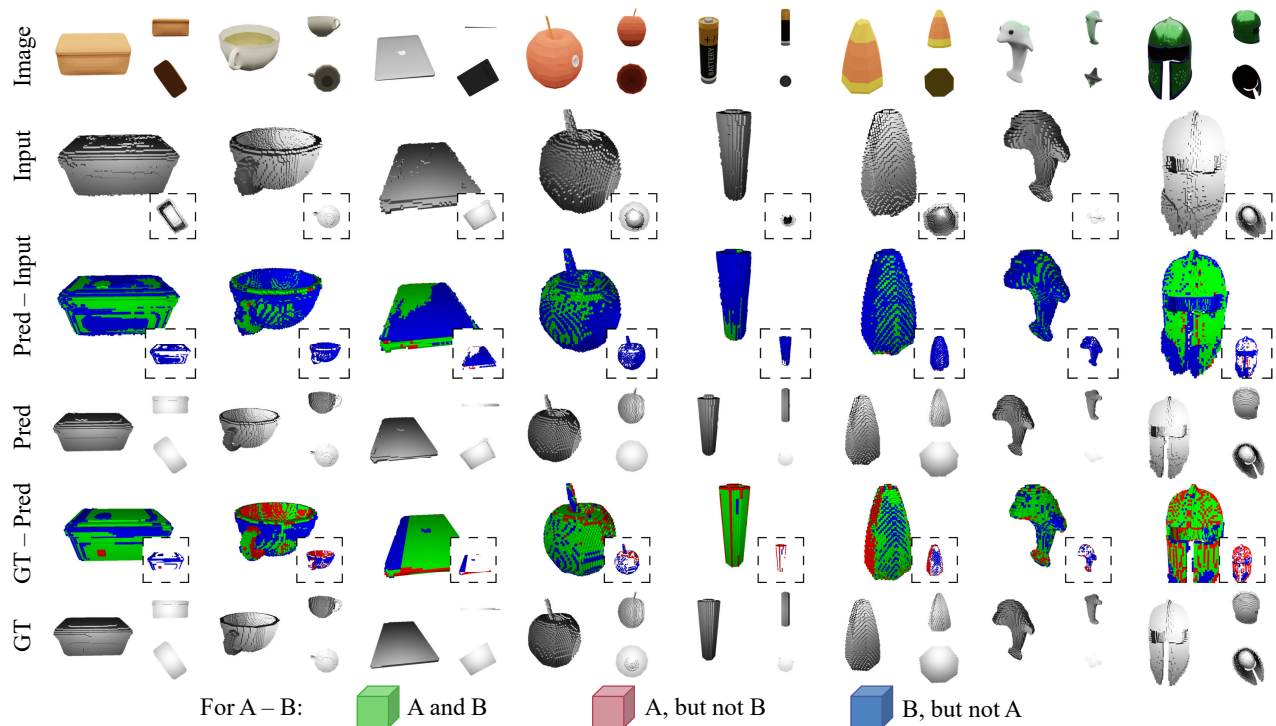 Image
BATTERY
+
Input
Pred – Input
Pred
GT – Pred
GT
For A – B:
A and B
A, but not B
B, but not A